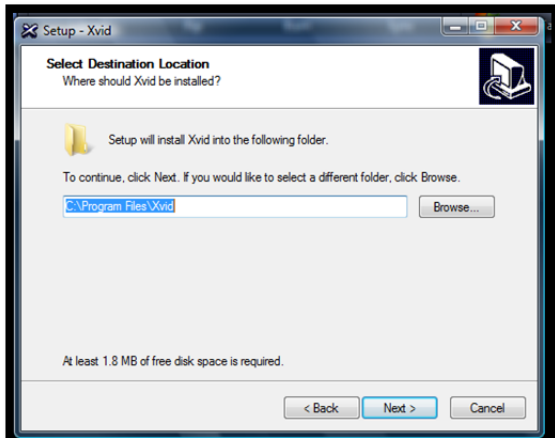 Setup - Xvid
Select Destination Location
Where should Xvid be installed?
Setup will install Xvid into the following folder.
To continue, click Next. If you would like to select a different folder, click Browse.
C:\Program Files\Xvid
Browse...
At least 1.8 MB of free disk space is required.
< Back
Next >
Cancel